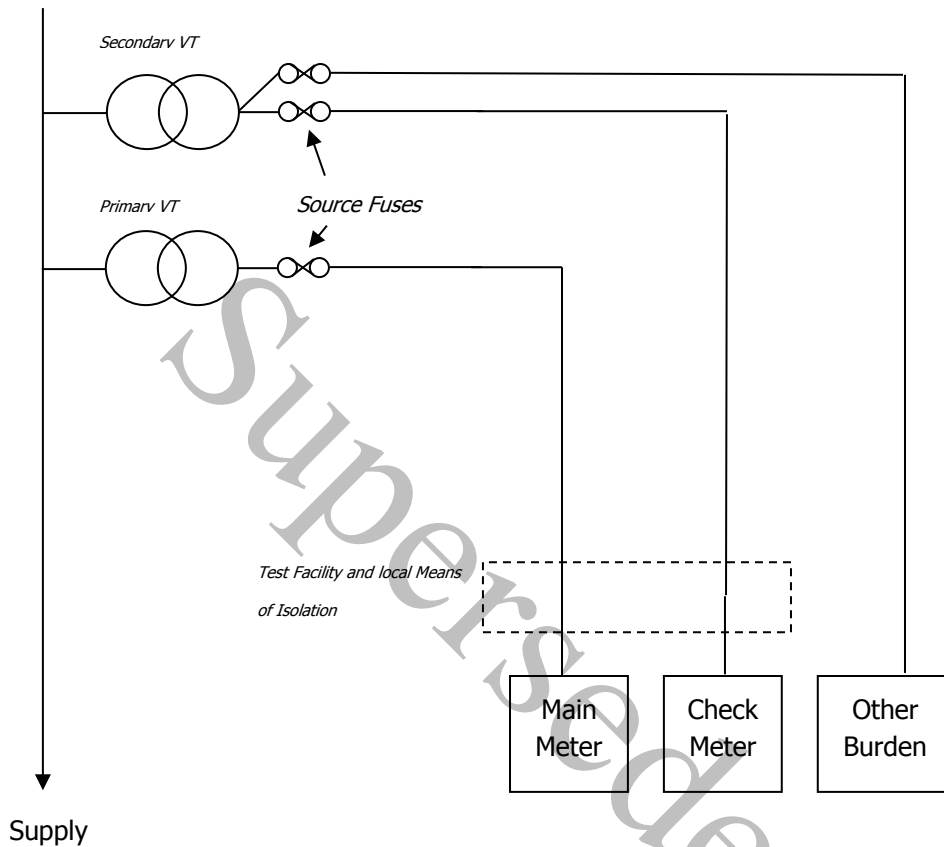 Secondary VT
Primary VT
Source Fuses
Test Facility and local Means
of Isolation
Main
Meter
Check
Meter
Other
Burden
Supply
Supersede